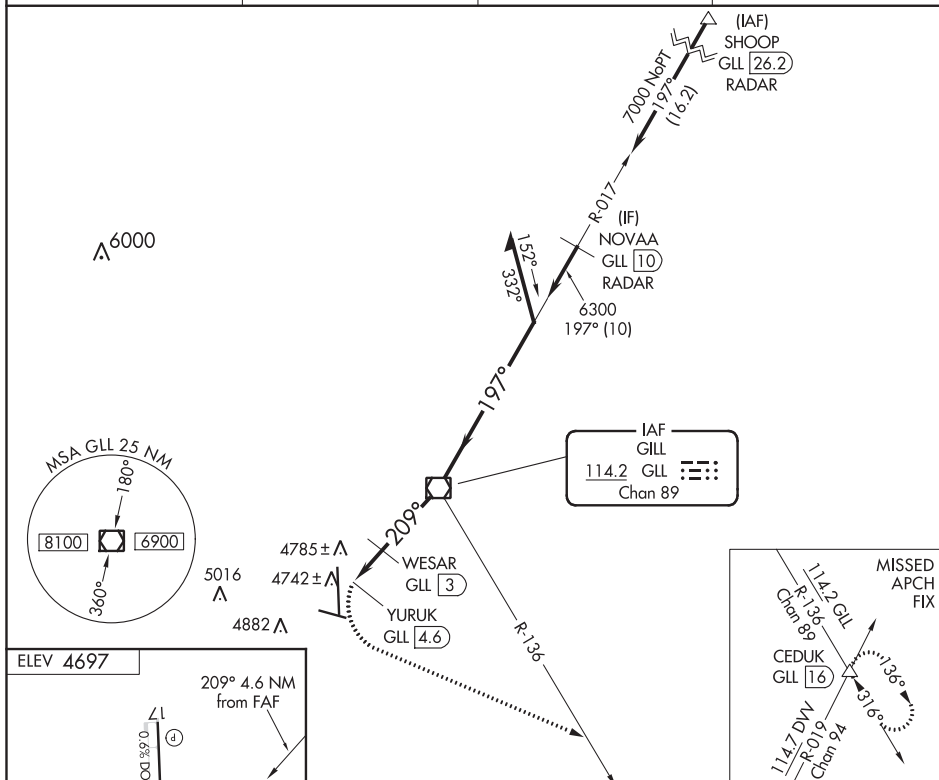 (IAF)
SHOOP
GLL 26.2
RADAR
7000 NoPT
197°
(16.2)
R-017
(IF)
NOVAA
GLL 10
RADAR
6000
152°
332°
6300
197° (10)
197°
IAF
GILL
114.2 GLL
Chan 89
MSA GLL 25 NM
180°
8100
6900
360°
209°
4785±
WESAR
GLL 3
5016
4742±
YURUK
GLL 4.6
4882
R-136
MISSED
APCH
FIX
114.2 GLL
R-136
Chan 89
CEDUK
GLL 16
136°
316°
114.7 DVV
R-019
Chan 94
ELEV 4697
209° 4.6 NM
from FAF
17
P
0.6% DO